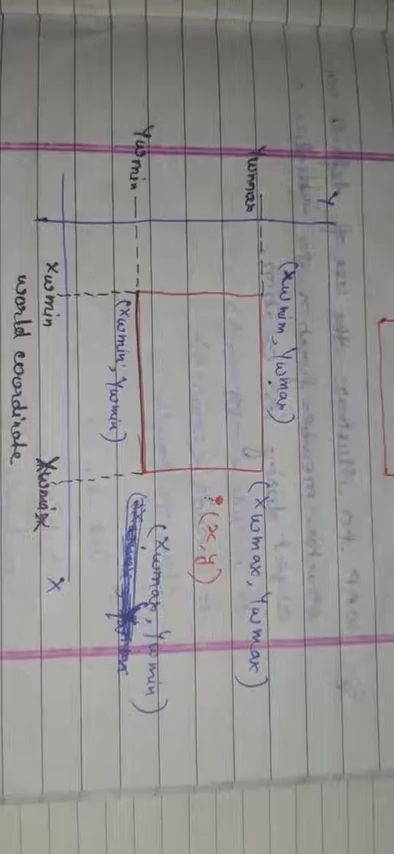 y
(xwmin, ywmax)
(xwmax, ywmax)
ywmax
(x,y)
ywmin
(xwmin, ywmin)
(xwmax, ywmin)
xwmin
xwmax
x
world coordinate